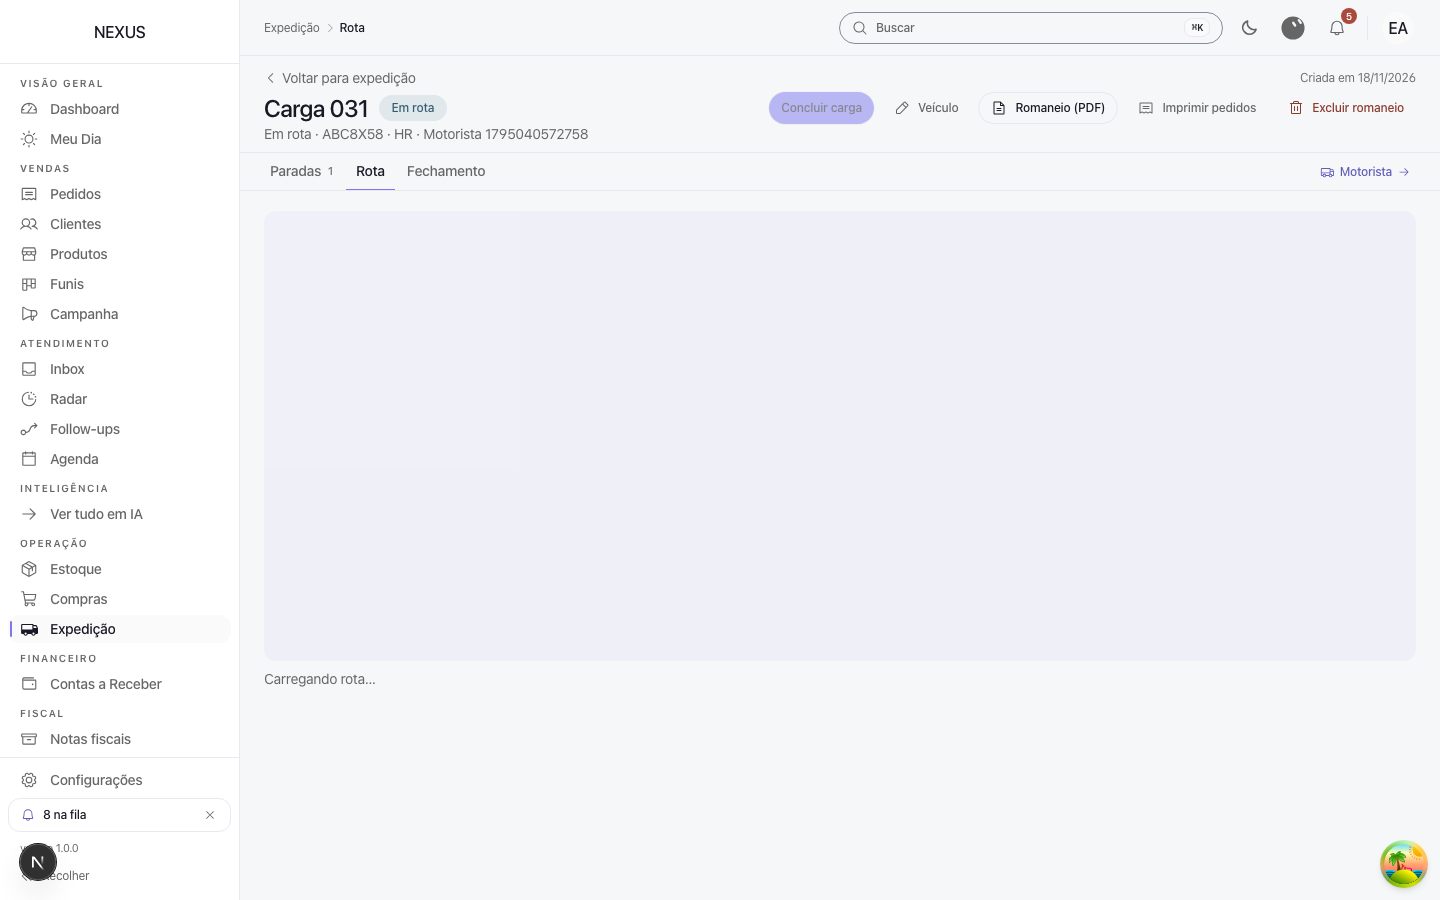 NEXUS
VISÃO GERAL
Dashboard
Meu Dia
VENDAS
Pedidos
Clientes
Produtos
Funis
Campanha
ATENDIMENTO
Inbox
Radar
Follow-ups
Agenda
INTELIGÊNCIA
Ver tudo em IA
OPERAÇÃO
Estoque
Compras
Expedição
FINANCEIRO
Contas a Receber
FISCAL
Notas fiscais
Configurações
8 na fila
1.0.0
N
Expedição Rota
Buscar ⌘K
5
EA
Voltar para expedição
Criada em 18/11/2026
Carga 031 Em rota
Concluir carga Veículo Romaneio (PDF) Imprimir pedidos Excluir romaneio
Em rota · ABC8X58 · HR · Motorista 1795040572758
Paradas 1 Rota Fechamento
Motorista →
Carregando rota...